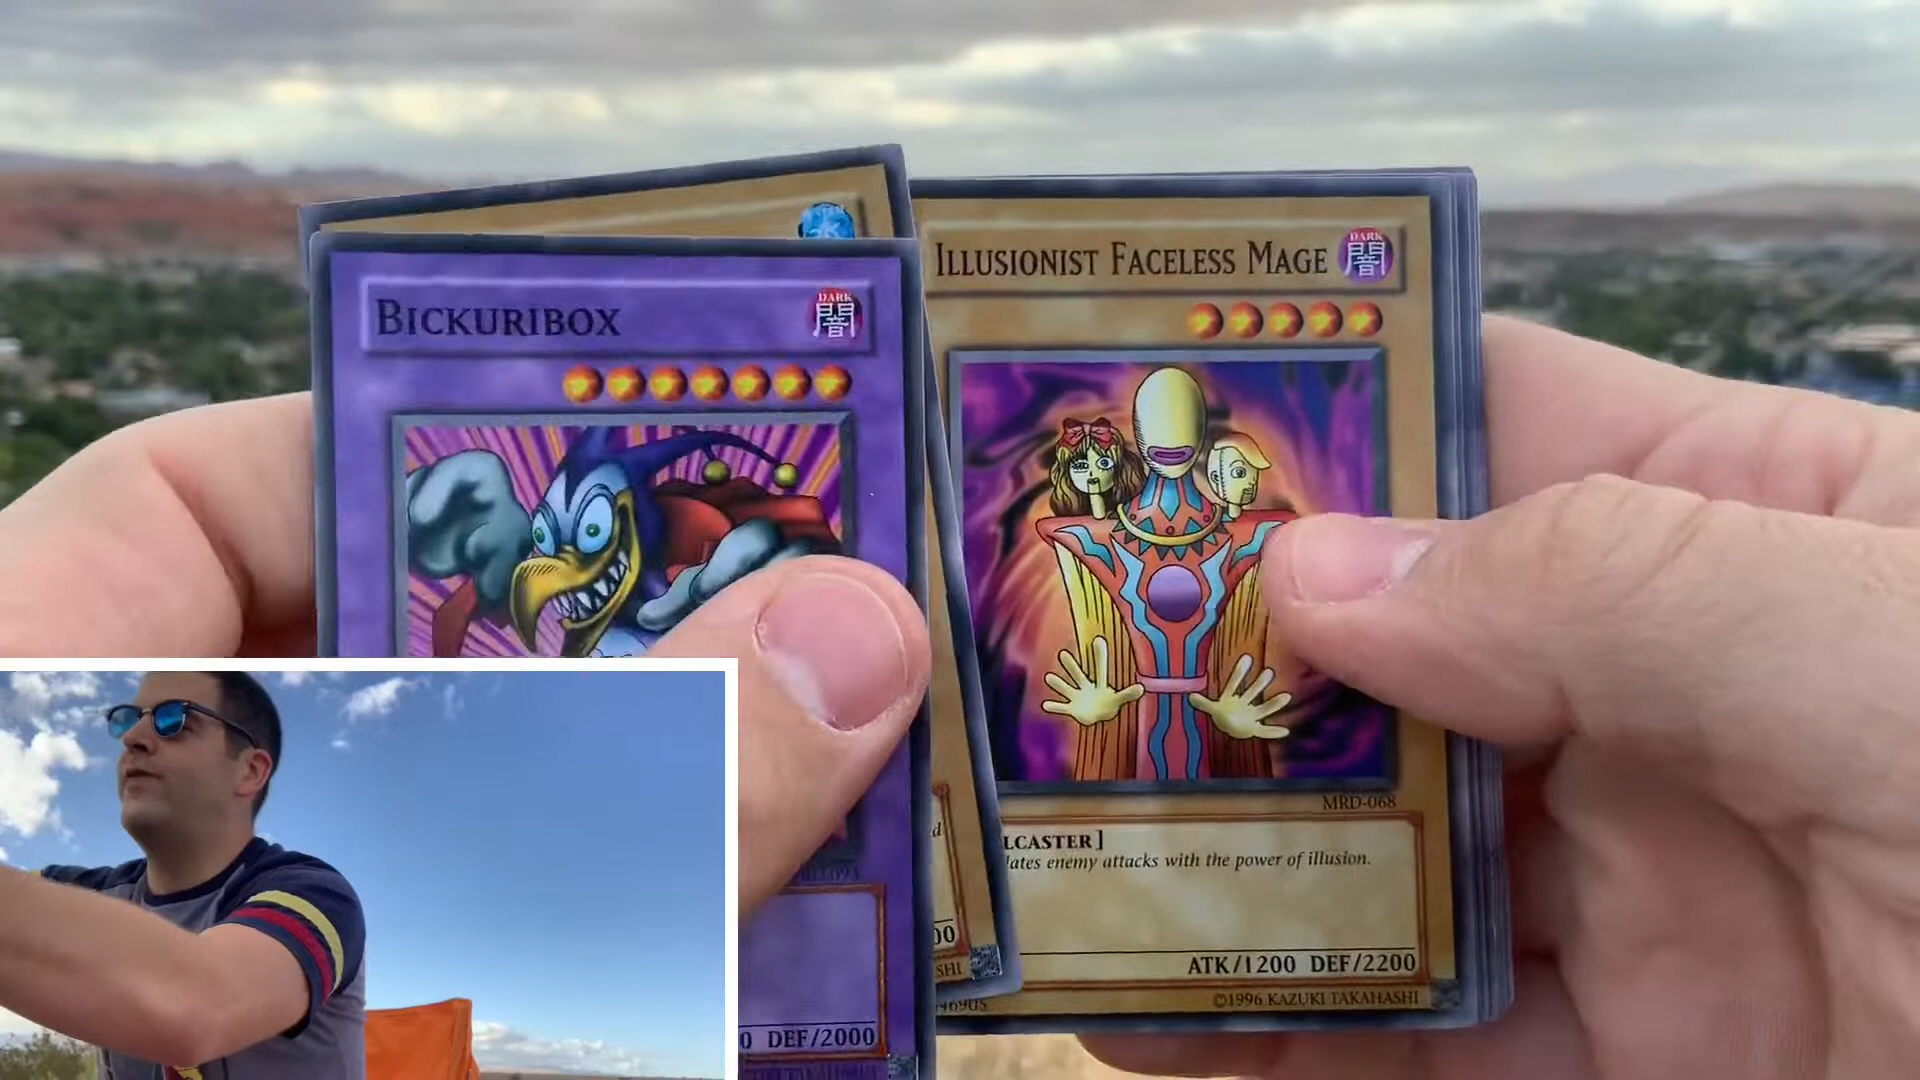 BICKURIBOX
DARK
闇
DEF/2000
ILLUSIONIST FACELESS MAGE
DARK
闇
MRD-068
LCASTER]
ates enemy attacks with the power of illusion.
ATK/1200 DEF/2200
©1996 KAZUKI TAKAHASHI